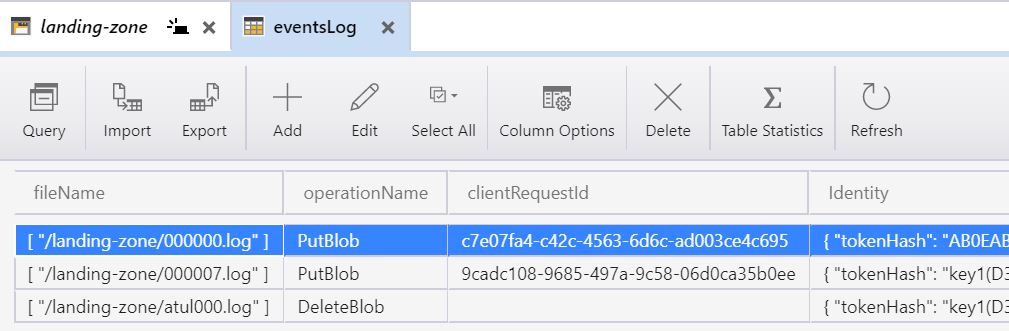 landing-zone eventsLog
Query Import Export Add Edit Select All Column Options Delete Table Statistics Refresh
fileName operationName clientRequestId Identity
[ "/landing-zone/000000.log" ] PutBlob c7e07fa4-c42c-4563-6d6c-ad003ce4c695 { "tokenHash": "AB0EAB
[ "/landing-zone/000007.log" ] PutBlob 9cadc108-9685-497a-9c58-06d0ca35b0ee { "tokenHash": "key1(D3
[ "/landing-zone/atul000.log" ] DeleteBlob { "tokenHash": "key1(D3